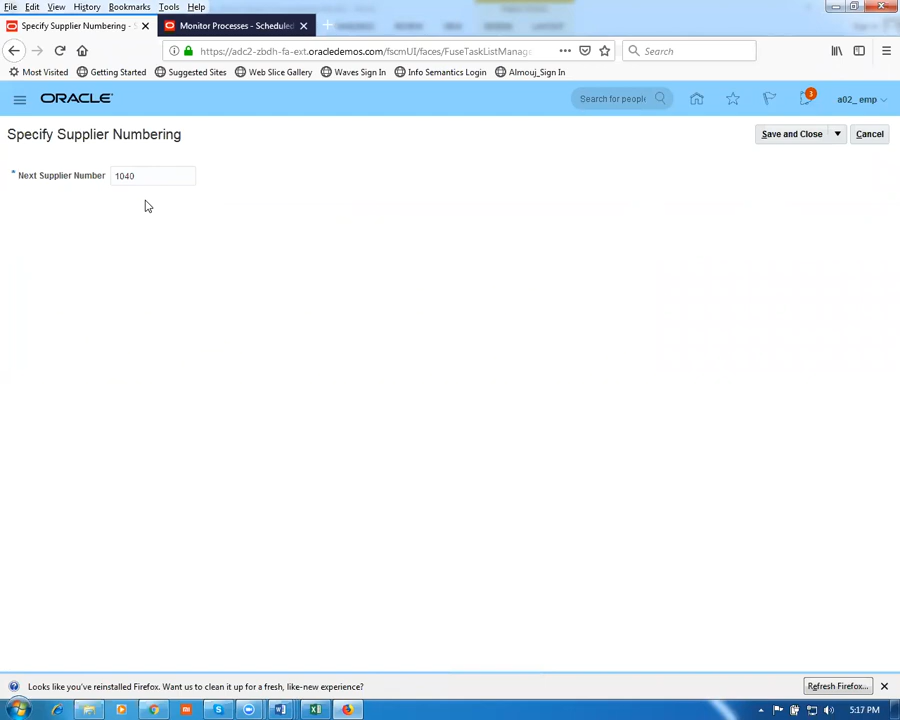 File Edit View History Bookmarks Tools Help
Specify Supplier Numbering - Monitor Processes - Scheduled
https://adc2-zbdh-fa-ext.oracledemos.com/fscmUI/faces/FuseTaskListManag Search
Most Visited Getting Started Suggested Sites Web Slice Gallery Waves Sign In Info Semantics Login Almouj_Sign In
ORACLE Search for people 3 a02_ emp
Specify Supplier Numbering Save and Close Cancel
* Next Supplier Number 1040
Looks like you've reinstalled Firefox. Want us to clean it up for a fresh, like-new experience? Refresh Firefox...
5:17 PM